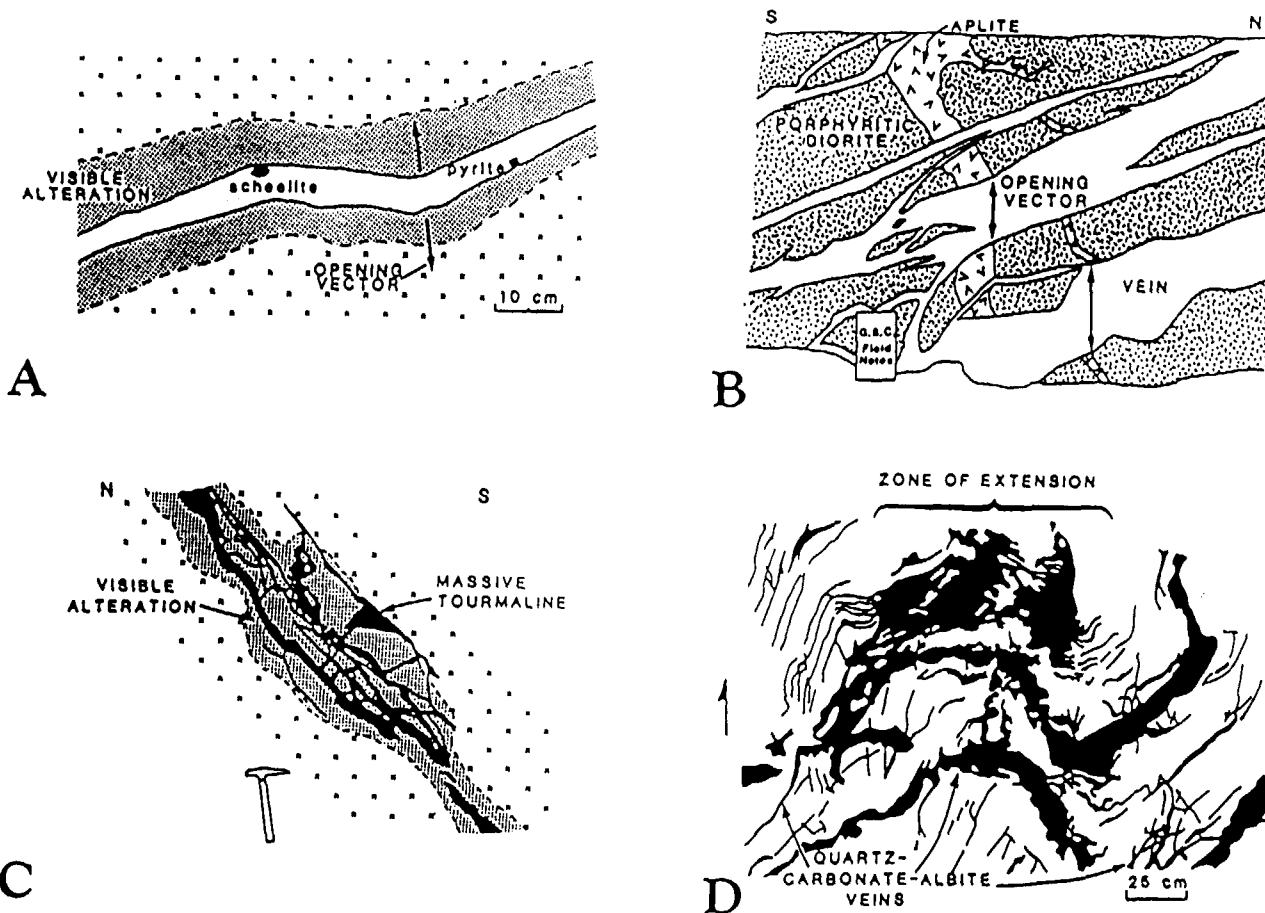 VISIBLE
ALTERATION
scheelite
pyrite
OPENING
VECTOR
10 cm
A
S
N
APLITE
PORPHYRITIC
DIORITE
OPENING
VECTOR
VEIN
G.S.C.
Field
Notes
B
N
S
VISIBLE
ALTERATION
MASSIVE
TOURMALINE
C
ZONE OF EXTENSION
QUARTZ-
CARBONATE-ALBITE
VEINS
25 cm
D